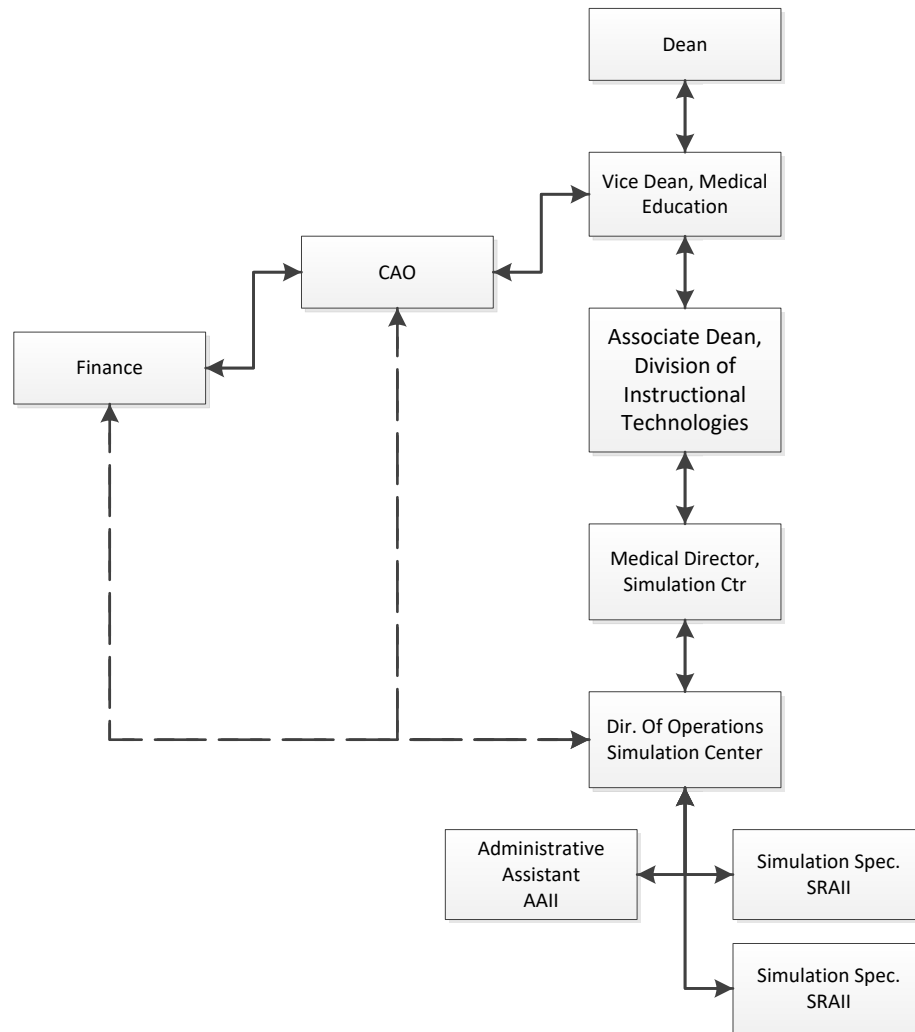 Dean
Vice Dean, Medical
Education
CAO
Finance
Associate Dean,
Division of
Instructional
Technologies
Medical Director,
Simulation Ctr
Dir. Of Operations
Simulation Center
Administrative
Assistant
AAII
Simulation Spec.
SRAII
Simulation Spec.
SRAII